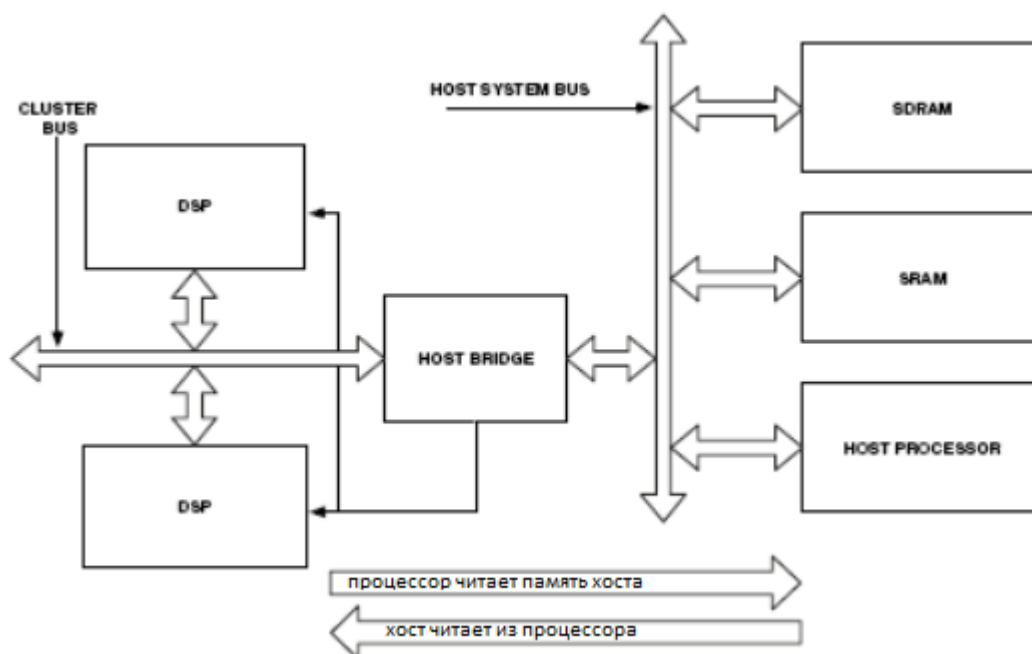 HOST SYSTEM BUS
CLUSTER
BUS
SDRAM
DSP
SRAM
HOST BRIDGE
HOST PROCESSOR
DSP
процессор читает память хоста
хост читает из процессора